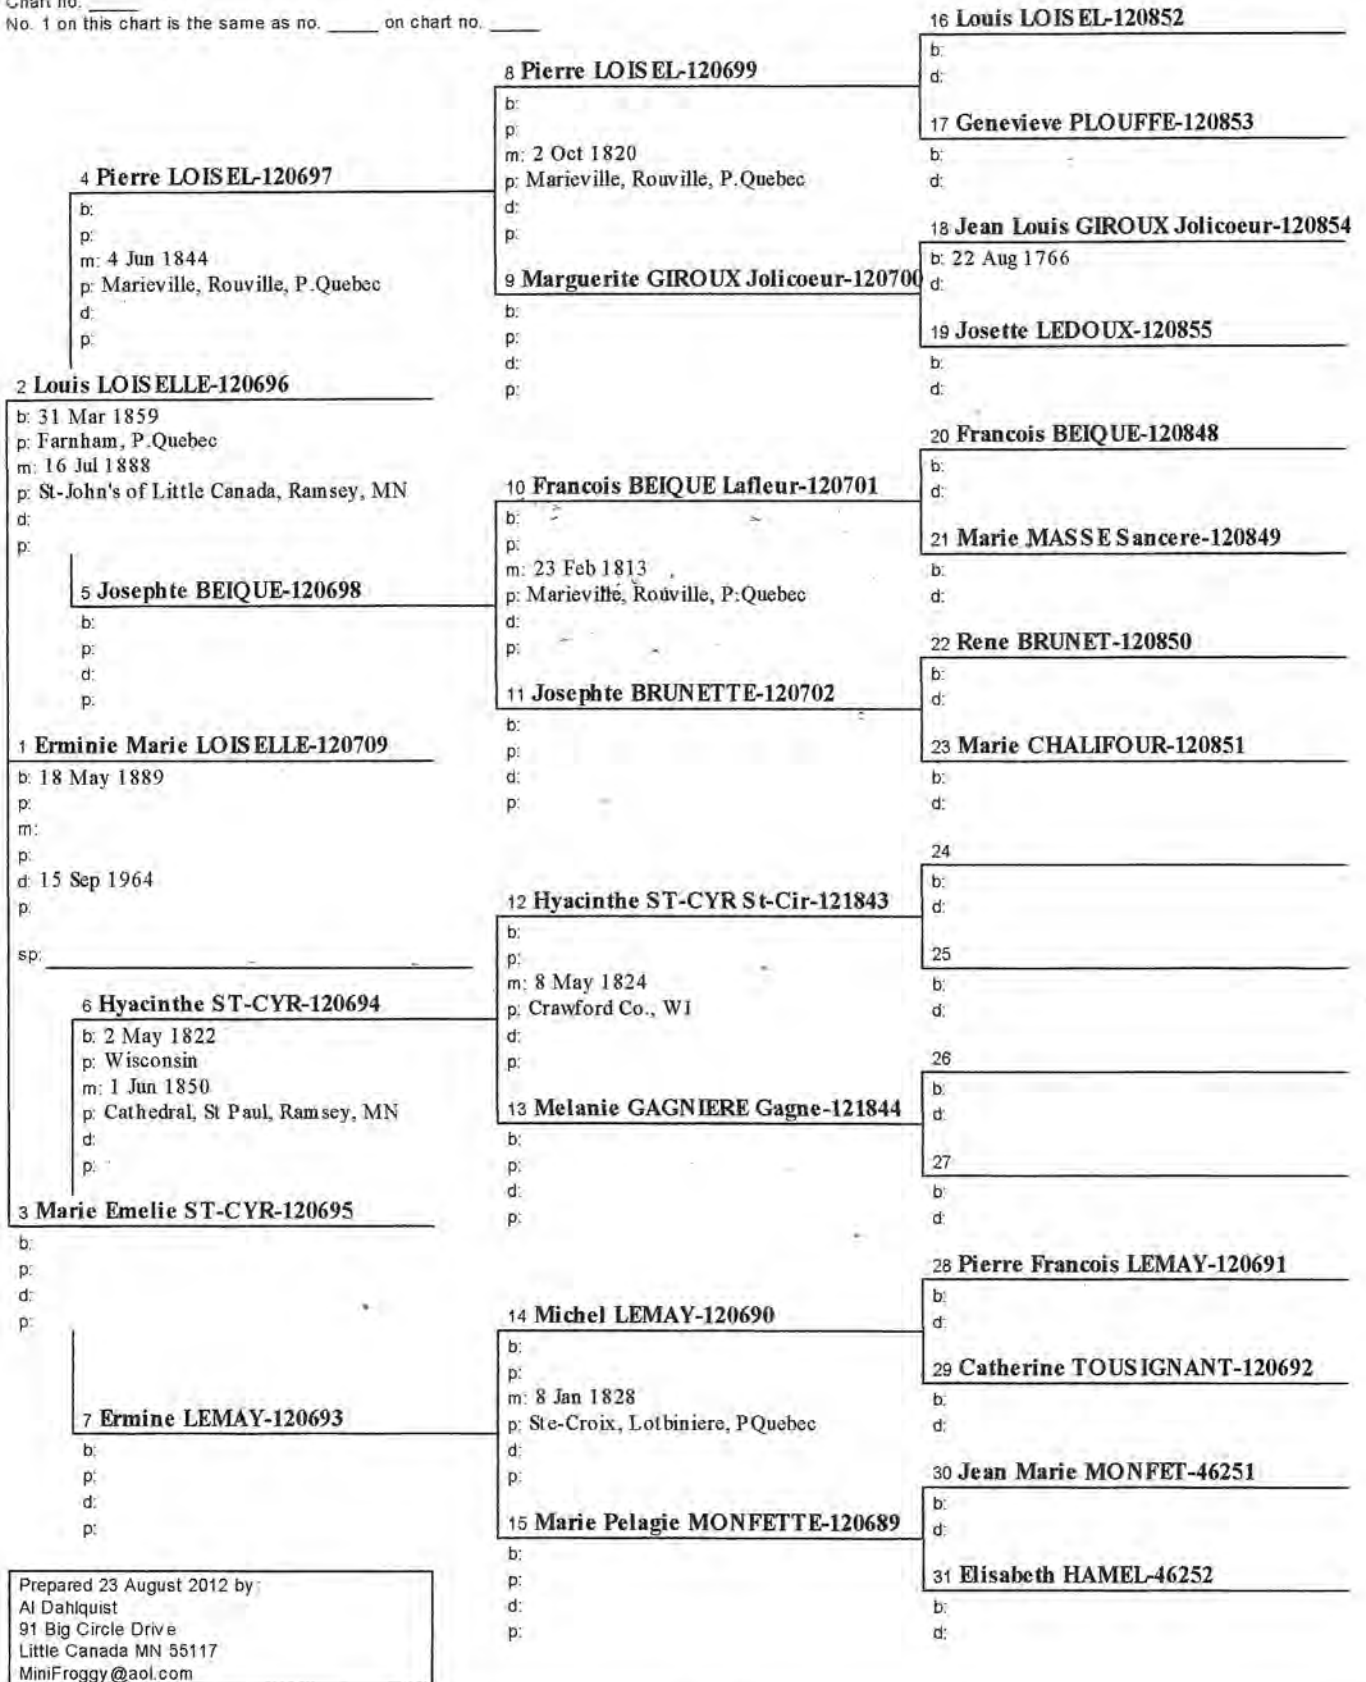 Chart no. _____
No. 1 on this chart is the same as no. _____ on chart no. _____
16 Louis LOISEL-120852
b:
d:
8 Pierre LOISEL-120699
b:
p:
m: 2 Oct 1820
p: Marieville, Rouville, P.Quebec
d:
p:
17 Genevieve PLOUFFE-120853
b:
d:
4 Pierre LOISEL-120697
b:
p:
m: 4 Jun 1844
p: Marieville, Rouville, P.Quebec
d:
p:
18 Jean Louis GIROUX Jolicoeur-120854
b: 22 Aug 1766
d:
9 Marguerite GIROUX Jolicoeur-120700
b:
p:
d:
p:
19 Josette LEDOUX-120855
b:
d:
2 Louis LOISELLE-120696
b: 31 Mar 1859
p: Farnham, P.Quebec
m: 16 Jul 1888
p: St-John's of Little Canada, Ramsey, MN
d:
p:
20 Francois BEIQUE-120848
b:
d:
10 Francois BEIQUE Lafleur-120701
b:
p:
m: 23 Feb 1813
p: Marieville, Rouville, P.Quebec
d:
p:
21 Marie MASSE Sancere-120849
b:
d:
5 Josephte BEIQUE-120698
b:
p:
d:
p:
22 Rene BRUNET-120850
b:
d:
11 Josephte BRUNETTE-120702
b:
p:
d:
p:
23 Marie CHALIFOUR-120851
b:
d:
1 Erminie Marie LOISELLE-120709
b: 18 May 1889
p:
m:
p:
d: 15 Sep 1964
p:
sp:
24
b:
d:
12 Hyacinthe ST-CYR St-Cir-121843
b:
p:
m: 8 May 1824
p: Crawford Co., WI
d:
p:
25
b:
d:
6 Hyacinthe ST-CYR-120694
b: 2 May 1822
p: Wisconsin
m: 1 Jun 1850
p: Cathedral, St Paul, Ramsey, MN
d:
p:
26
b:
d:
13 Melanie GAGNIERE Gagne-121844
b:
p:
d:
p:
27
b:
d:
3 Marie Emelie ST-CYR-120695
b:
p:
d:
p:
28 Pierre Francois LEMAY-120691
b:
d:
14 Michel LEMAY-120690
b:
p:
m: 8 Jan 1828
p: Ste-Croix, Lotbiniere, PQuebec
d:
p:
29 Catherine TOUSIGNANT-120692
b:
d:
7 Ermine LEMAY-120693
b:
p:
d:
p:
30 Jean Marie MONFET-46251
b:
d:
15 Marie Pelagie MONFETTE-120689
b:
p:
d:
p:
31 Elisabeth HAMEL-46252
b:
d:
Prepared 23 August 2012 by:
Al Dahlquist
91 Big Circle Drive
Little Canada MN 55117
MiniFroggy@aol.com